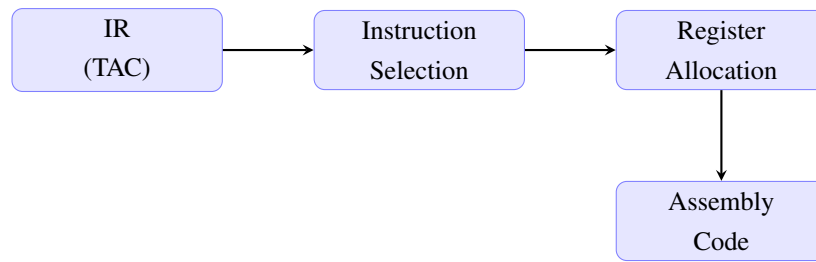 IR
(TAC)
Instruction
Selection
Register
Allocation
Assembly
Code